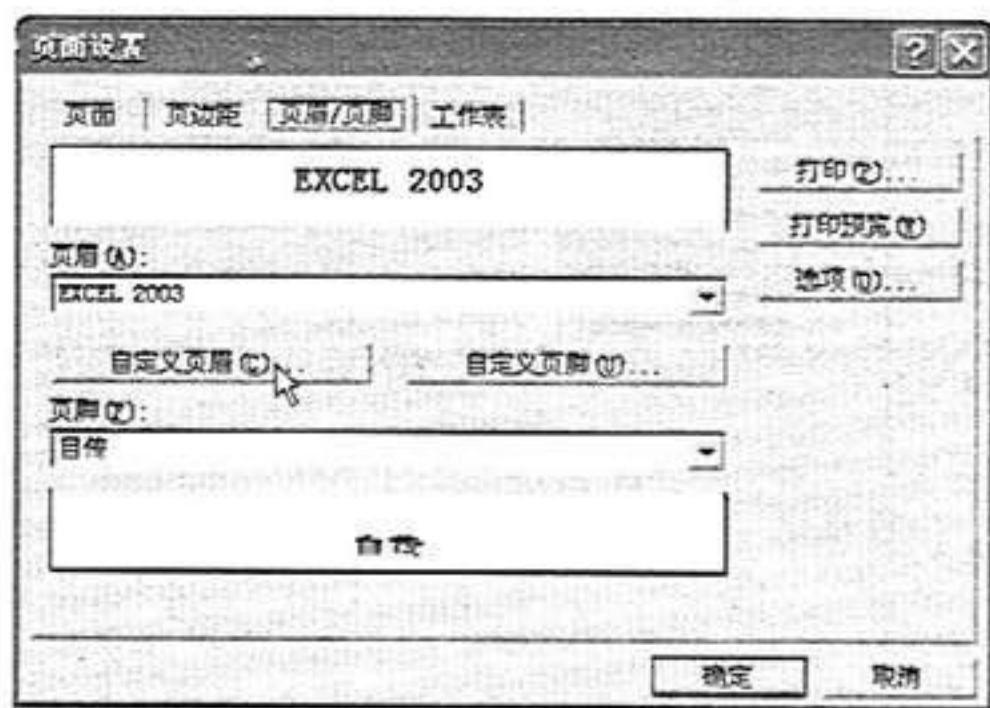 页面设置
页面 页边距 页眉/页脚 工作表
EXCEL 2003
打印(P)...
打印预览(W)
选项(O)...
页眉(A):
EXCEL 2003
自定义页眉(C)... 自定义页脚(U)...
页脚(F):
自传
自传
确定 取消